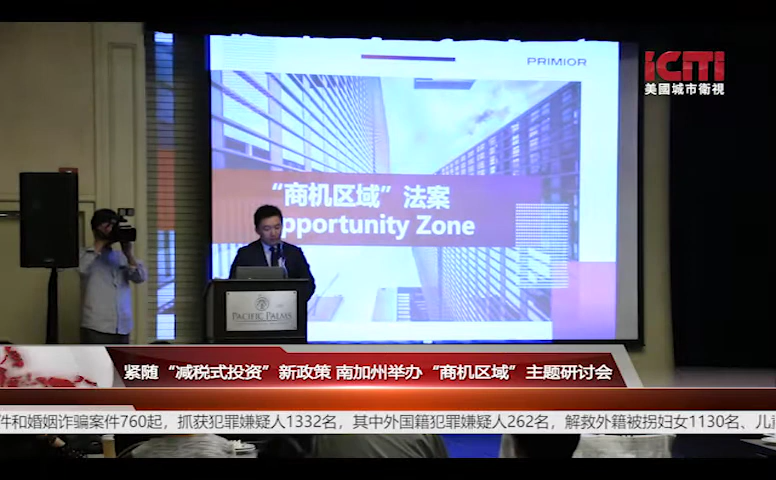 PRIMIOR
iCiTi
美國城市衛視
“商机区域”法案
pportunity Zone
PACIFIC PALMS
紧随“减税式投资”新政策 南加州举办“商机区域”主题研讨会
件和婚姻诈骗案件760起，抓获犯罪嫌疑人1332名，其中外国籍犯罪嫌疑人262名，解救外籍被拐妇女1130名、儿